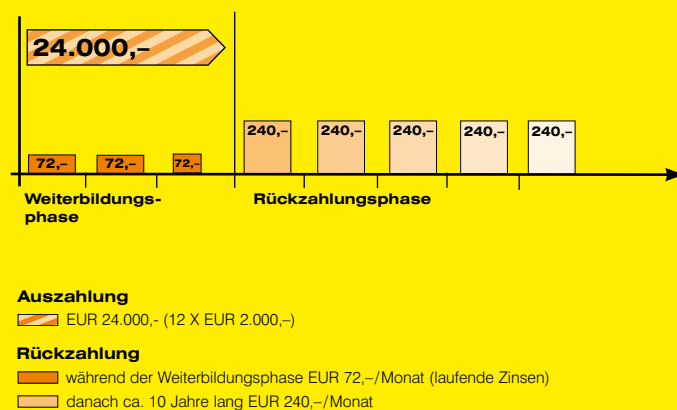 24.000,–
72,– 72,– 72,– 240,– 240,– 240,– 240,– 240,–
Weiterbildungs-
phase
Rückzahlungsphase
Auszahlung
EUR 24.000,- (12 X EUR 2.000,–)
Rückzahlung
während der Weiterbildungsphase EUR 72,–/Monat (laufende Zinsen)
danach ca. 10 Jahre lang EUR 240,–/Monat